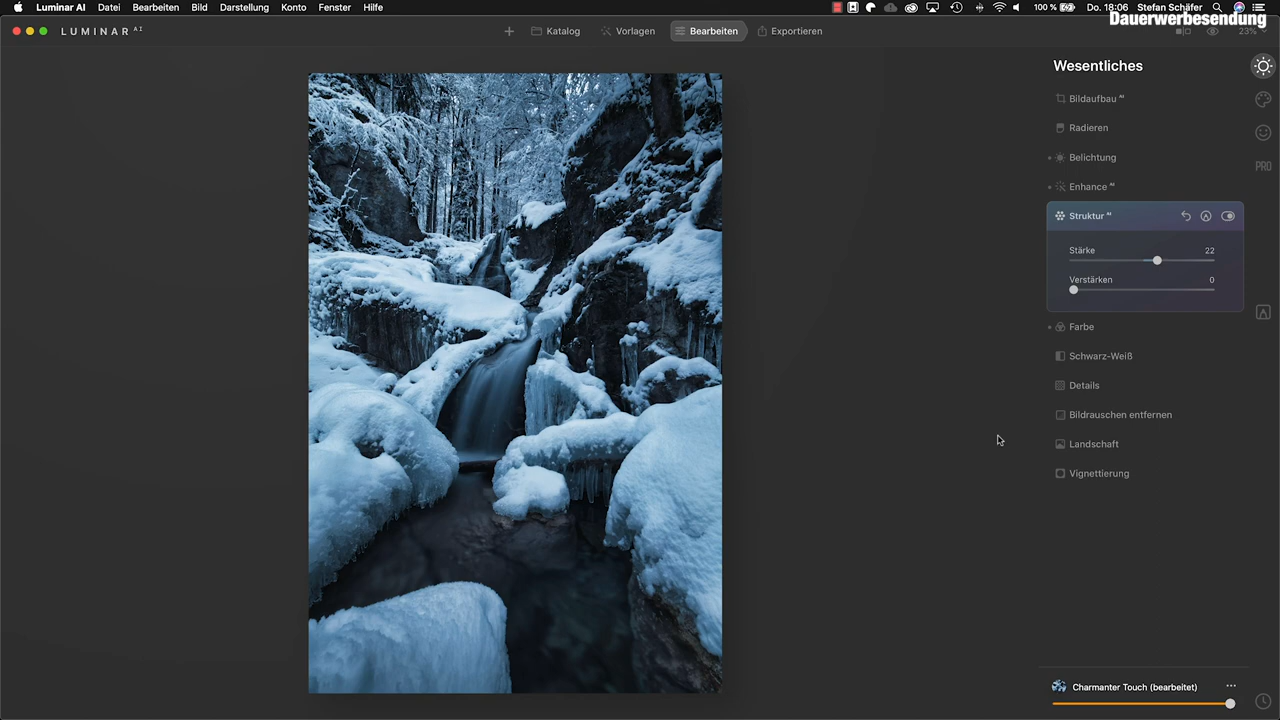 Luminar AI Datei Bearbeiten Bild Darstellung Konto Fenster Hilfe
100 % Do. 18:06 Stefan Schäfer
Dauerwerbesendung
LUMINAR AI
Katalog Vorlagen Bearbeiten Exportieren
23%
Wesentliches
Bildaufbau AI
Radieren
Belichtung
PRO
Enhance AI
Struktur AI
Stärke 22
Verstärken 0
Farbe
Schwarz-Weiß
Details
Bildrauschen entfernen
Landschaft
Vignettierung
Charmanter Touch (bearbeitet)